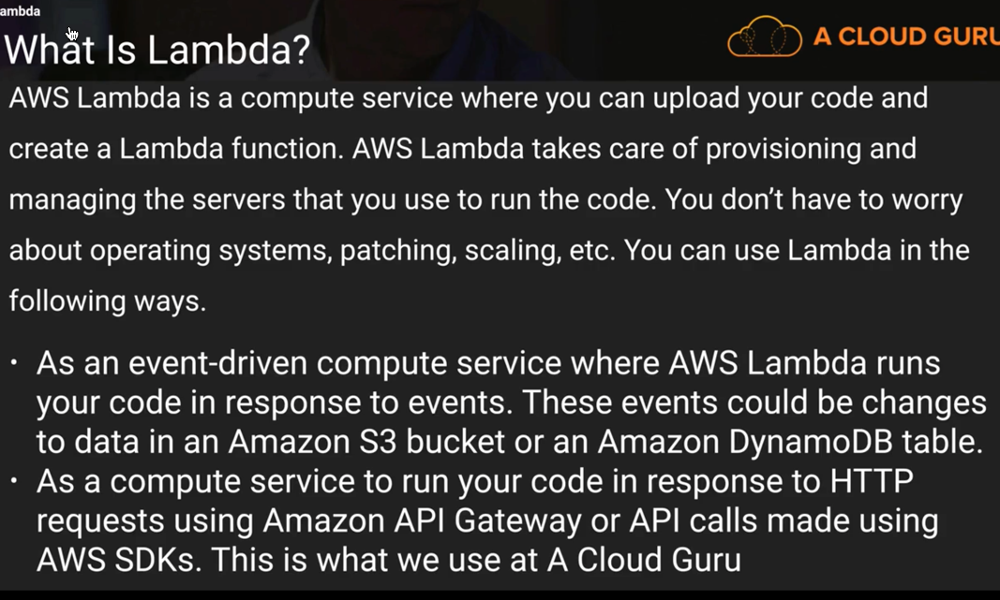 ambda
What Is Lambda?
A CLOUD GURU
AWS Lambda is a compute service where you can upload your code and
create a Lambda function. AWS Lambda takes care of provisioning and
managing the servers that you use to run the code. You don’t have to worry
about operating systems, patching, scaling, etc. You can use Lambda in the
following ways.
• As an event-driven compute service where AWS Lambda runs
your code in response to events. These events could be changes
to data in an Amazon S3 bucket or an Amazon DynamoDB table.
• As a compute service to run your code in response to HTTP
requests using Amazon API Gateway or API calls made using
AWS SDKs. This is what we use at A Cloud Guru